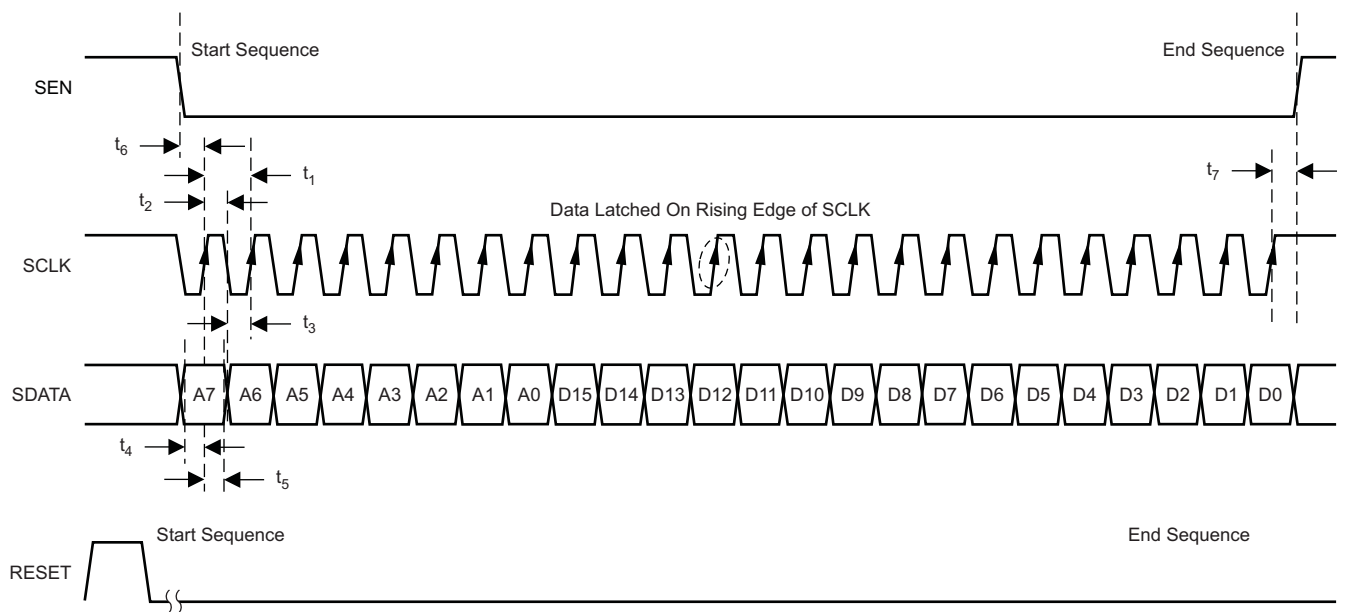 Start Sequence
End Sequence
SEN
t6
t1
t7
t2
Data Latched On Rising Edge of SCLK
SCLK
t3
SDATA
A7 A6 A5 A4 A3 A2 A1 A0 D15 D14 D13 D12 D11 D10 D9 D8 D7 D6 D5 D4 D3 D2 D1 D0
t4
t5
Start Sequence
End Sequence
RESET